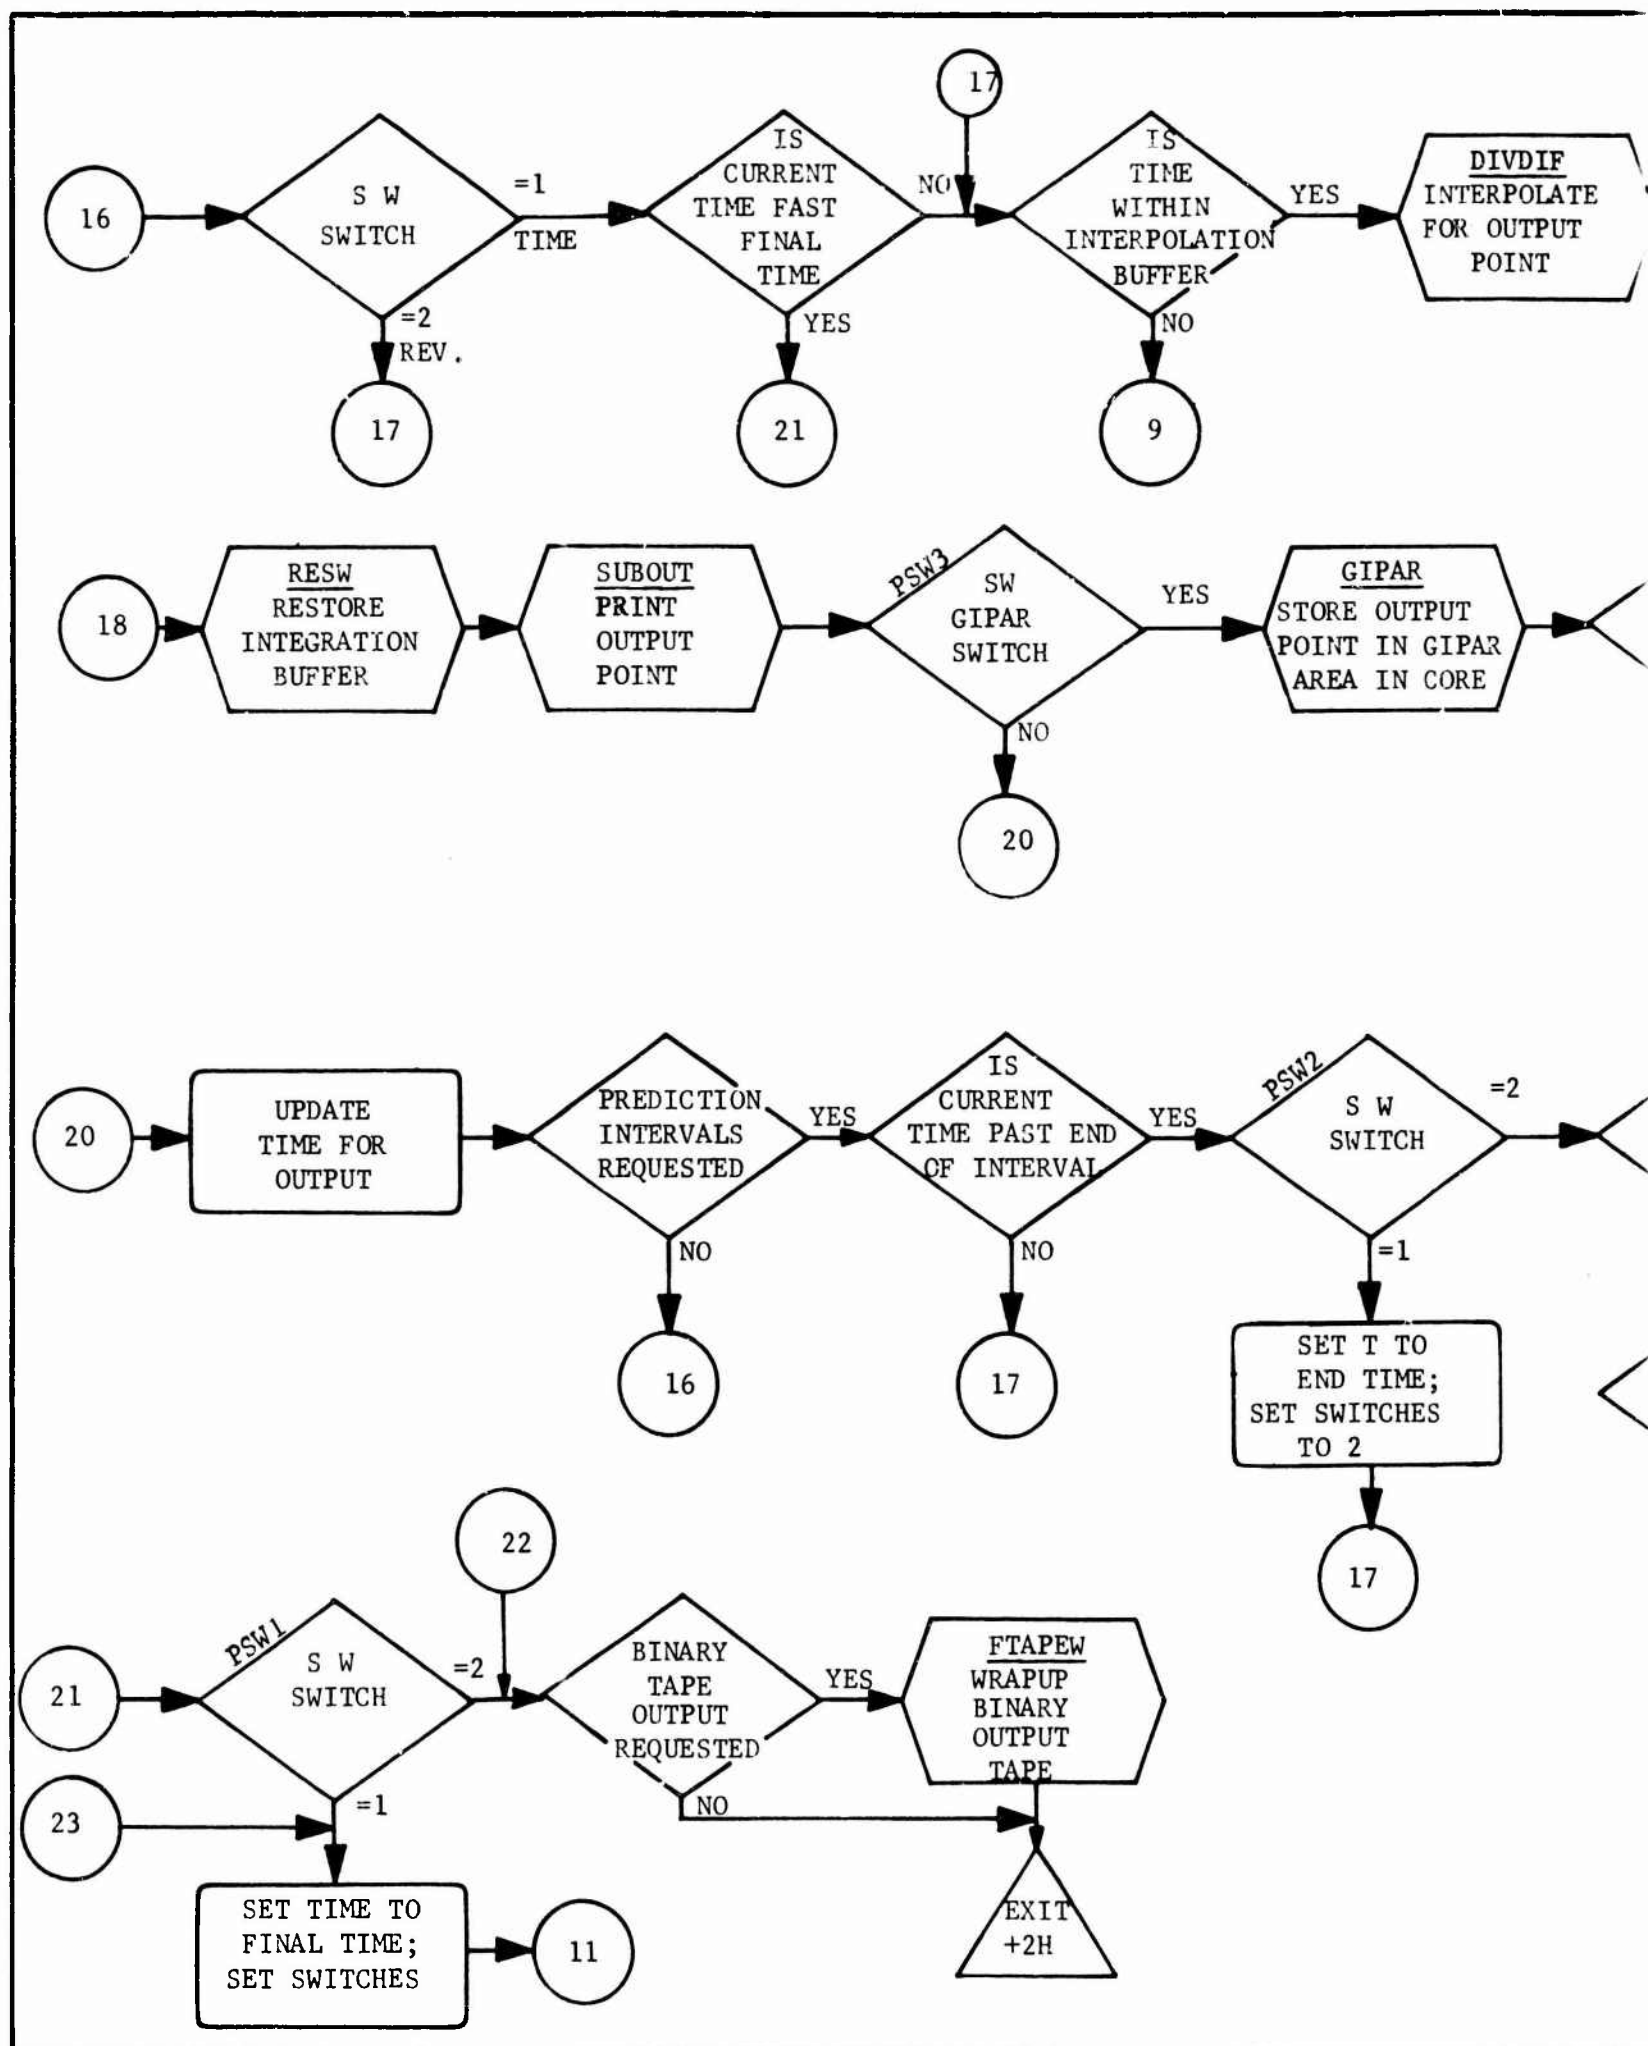 17
16
S W
SWITCH
=1
TIME
=2
REV.
17
IS
CURRENT
TIME FAST
FINAL
TIME
NO
YES
21
IS
TIME
WITHIN
INTERPOLATION
BUFFER
YES
NO
9
DIVDIF
INTERPOLATE
FOR OUTPUT
POINT
18
RESW
RESTORE
INTEGRATION
BUFFER
SUBOUT
PRINT
OUTPUT
POINT
PSW3
SW
GIPAR
SWITCH
YES
NO
20
GIPAR
STORE OUTPUT
POINT IN GIPAR
AREA IN CORE
20
UPDATE
TIME FOR
OUTPUT
PREDICTION
INTERVALS
REQUESTED
YES
NO
16
IS
CURRENT
TIME PAST END
OF INTERVAL
YES
NO
17
PSW2
S W
SWITCH
=2
=1
SET T TO
END TIME;
SET SWITCHES
TO 2
17
22
21
PSW1
S W
SWITCH
=2
=1
23
SET TIME TO
FINAL TIME;
SET SWITCHES
11
BINARY
TAPE
OUTPUT
REQUESTED
YES
NO
FTAPEW
WRAPUP
BINARY
OUTPUT
TAPE
EXIT
+2H